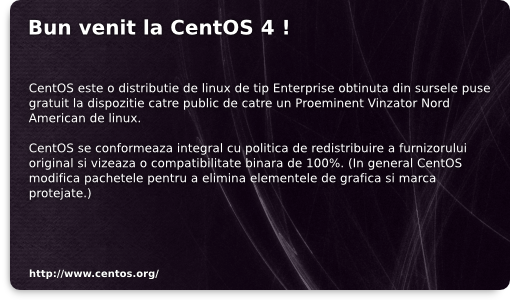 Bun venit la CentOS 4 !
CentOS este o distributie de linux de tip Enterprise obtinuta din sursele puse
gratuit la dispozitie catre public de catre un Proeminent Vinzator Nord
American de linux.
CentOS se conformeaza integral cu politica de redistribuire a furnizorului
original si vizeaza o compatibilitate binara de 100%. (In general CentOS
modifica pachetele pentru a elimina elementele de grafica si marca
protejate.)
http://www.centos.org/